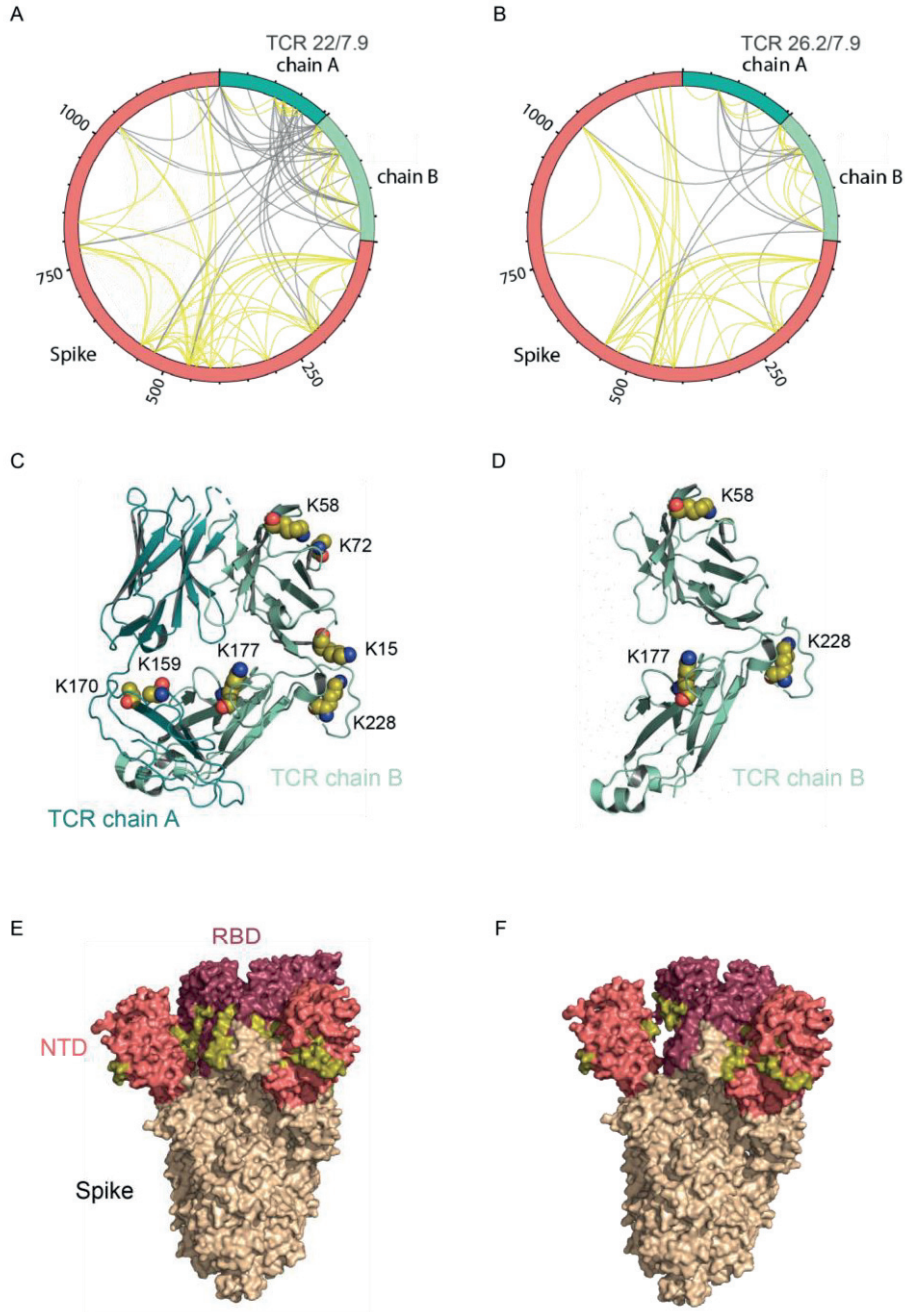 A
TCR 22/7.9
chain A
chain B
1000
750
Spike
500
250
B
TCR 26.2/7.9
chain A
chain B
1000
750
Spike
500
250
C
K58
K72
K15
K177
K159
K170
K228
TCR chain B
TCR chain A
D
K58
K177
K228
TCR chain B
E
RBD
NTD
Spike
F